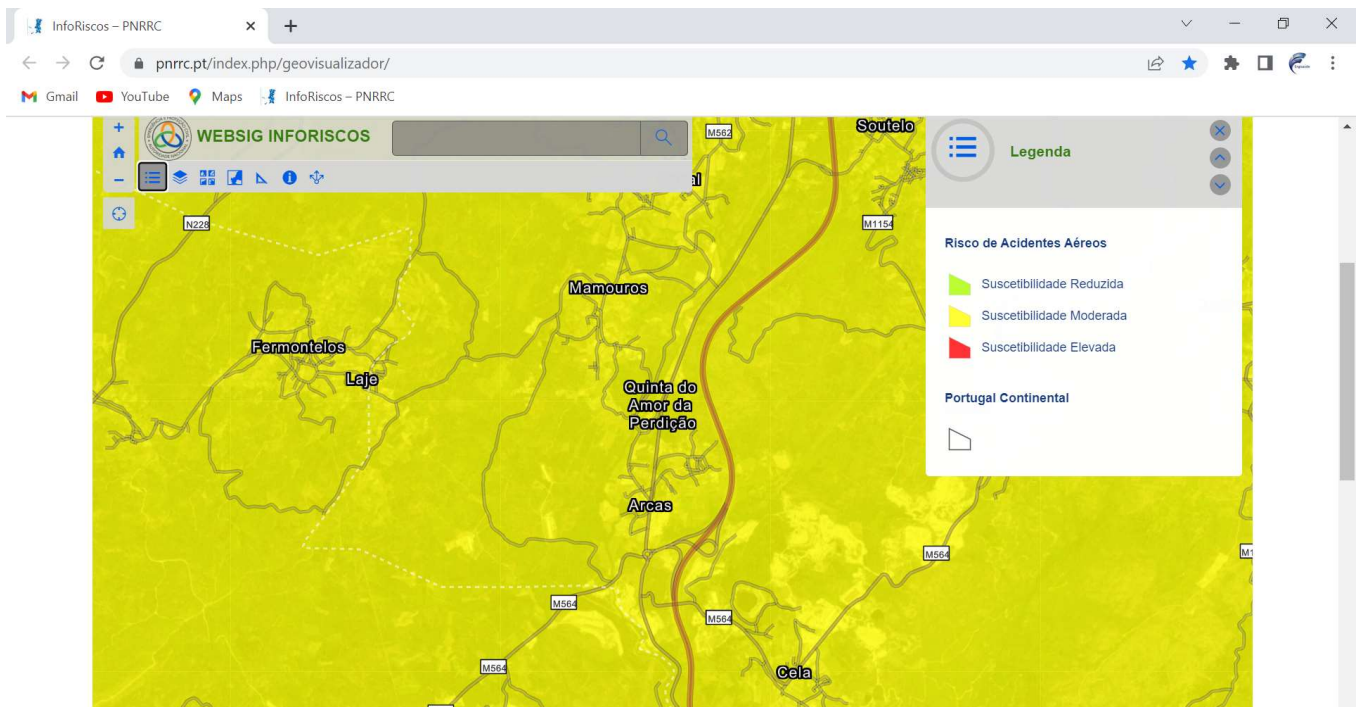 InfoRiscos – PNRRC
pnrrc.pt/index.php/geovisualizador/
Gmail YouTube Maps InfoRiscos – PNRRC
WEBSIG INFORISCOS
M562
Soutelo
Legenda
al
N228
M1154
Risco de Acidentes Aéreos
Suscetibilidade Reduzida
Mamouros
Suscetibilidade Moderada
Fermontelos
Suscetibilidade Elevada
Laje
Quinta do
Amor da
Perdição
Portugal Continental
Arcas
M564
M1
M564
M564
M564
Cela